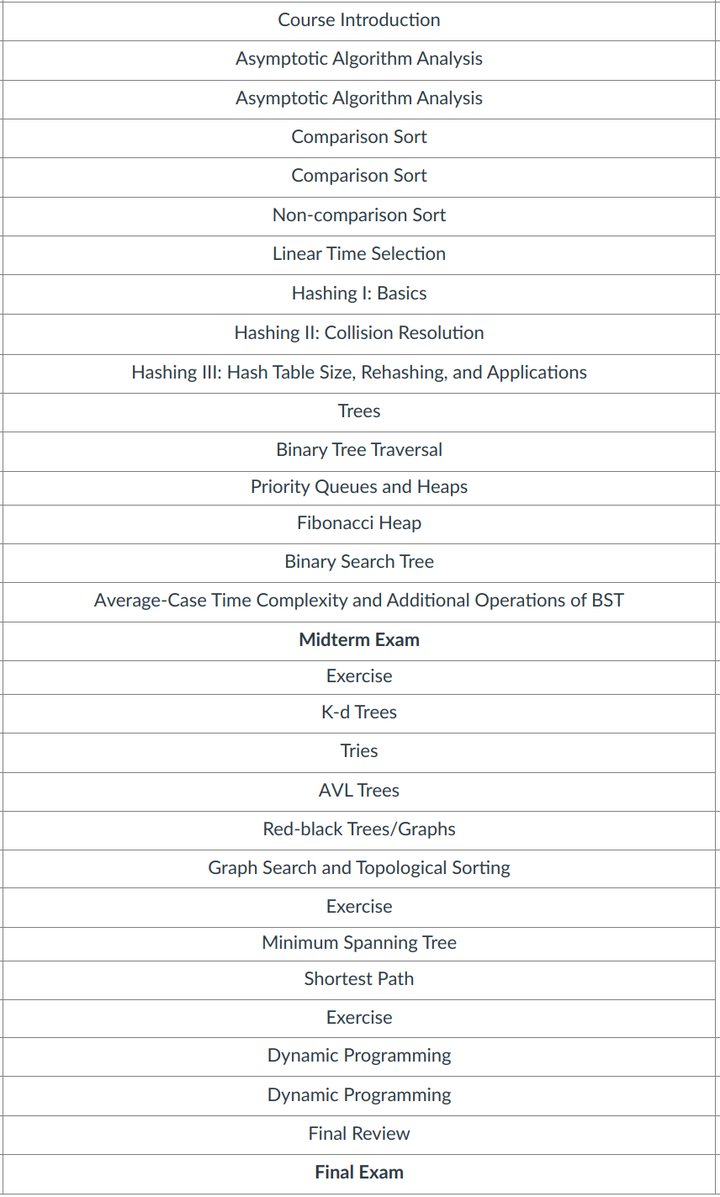 Course Introduction
Asymptotic Algorithm Analysis
Asymptotic Algorithm Analysis
Comparison Sort
Comparison Sort
Non-comparison Sort
Linear Time Selection
Hashing I: Basics
Hashing II: Collision Resolution
Hashing III: Hash Table Size, Rehashing, and Applications
Trees
Binary Tree Traversal
Priority Queues and Heaps
Fibonacci Heap
Binary Search Tree
Average-Case Time Complexity and Additional Operations of BST
Midterm Exam
Exercise
K-d Trees
Tries
AVL Trees
Red-black Trees/Graphs
Graph Search and Topological Sorting
Exercise
Minimum Spanning Tree
Shortest Path
Exercise
Dynamic Programming
Dynamic Programming
Final Review
Final Exam